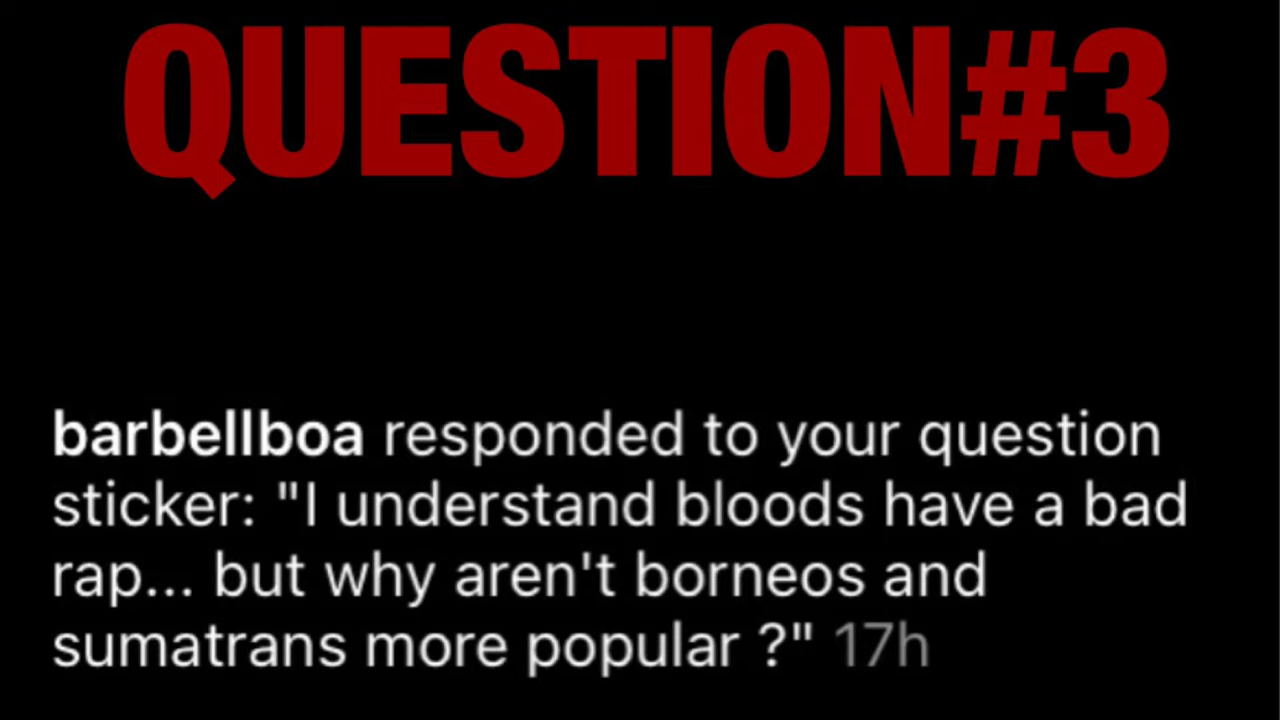 QUESTION#3
barbellboa responded to your question
sticker: "I understand bloods have a bad
rap... but why aren't borneos and
sumatrans more popular ?" 17h